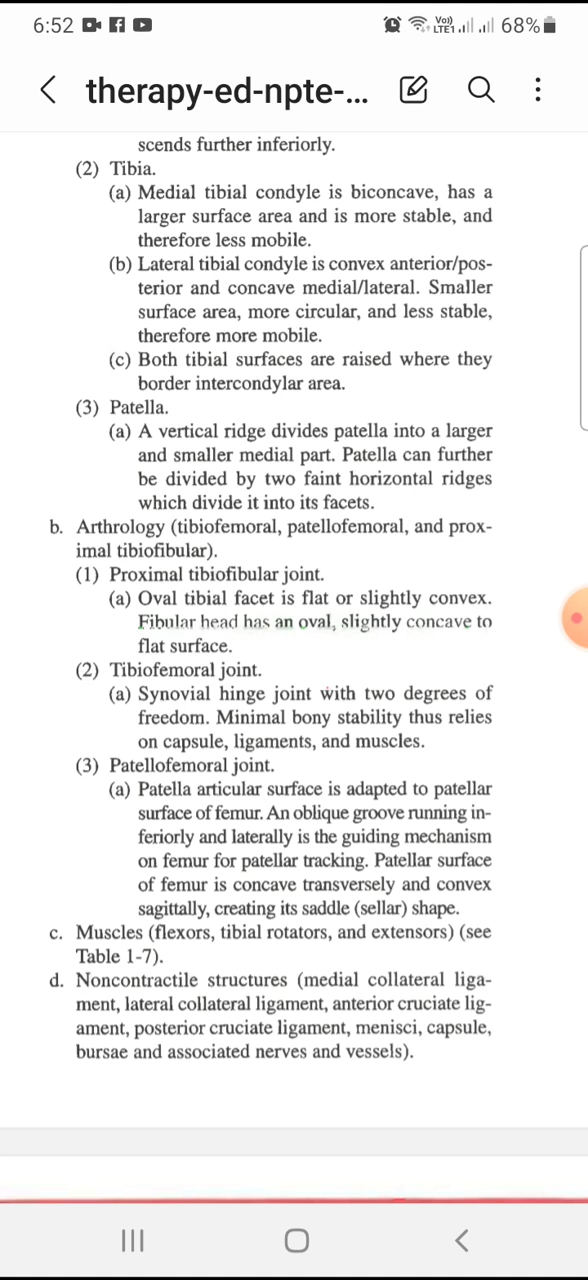 6:52
Vo))
LTE1
68%
therapy-ed-npte-...
scends further inferiorly.
(2) Tibia.
(a) Medial tibial condyle is biconcave, has a
larger surface area and is more stable, and
therefore less mobile.
(b) Lateral tibial condyle is convex anterior/pos-
terior and concave medial/lateral. Smaller
surface area, more circular, and less stable,
therefore more mobile.
(c) Both tibial surfaces are raised where they
border intercondylar area.
(3) Patella.
(a) A vertical ridge divides patella into a larger
and smaller medial part. Patella can further
be divided by two faint horizontal ridges
which divide it into its facets.
b. Arthrology (tibiofemoral, patellofemoral, and prox-
imal tibiofibular).
(1) Proximal tibiofibular joint.
(a) Oval tibial facet is flat or slightly convex.
Fibular head has an oval, slightly concave to
flat surface.
(2) Tibiofemoral joint.
(a) Synovial hinge joint with two degrees of
freedom. Minimal bony stability thus relies
on capsule, ligaments, and muscles.
(3) Patellofemoral joint.
(a) Patella articular surface is adapted to patellar
surface of femur. An oblique groove running in-
feriorly and laterally is the guiding mechanism
on femur for patellar tracking. Patellar surface
of femur is concave transversely and convex
sagittally, creating its saddle (sellar) shape.
c. Muscles (flexors, tibial rotators, and extensors) (see
Table 1-7).
d. Noncontractile structures (medial collateral liga-
ment, lateral collateral ligament, anterior cruciate lig-
ament, posterior cruciate ligament, menisci, capsule,
bursae and associated nerves and vessels).